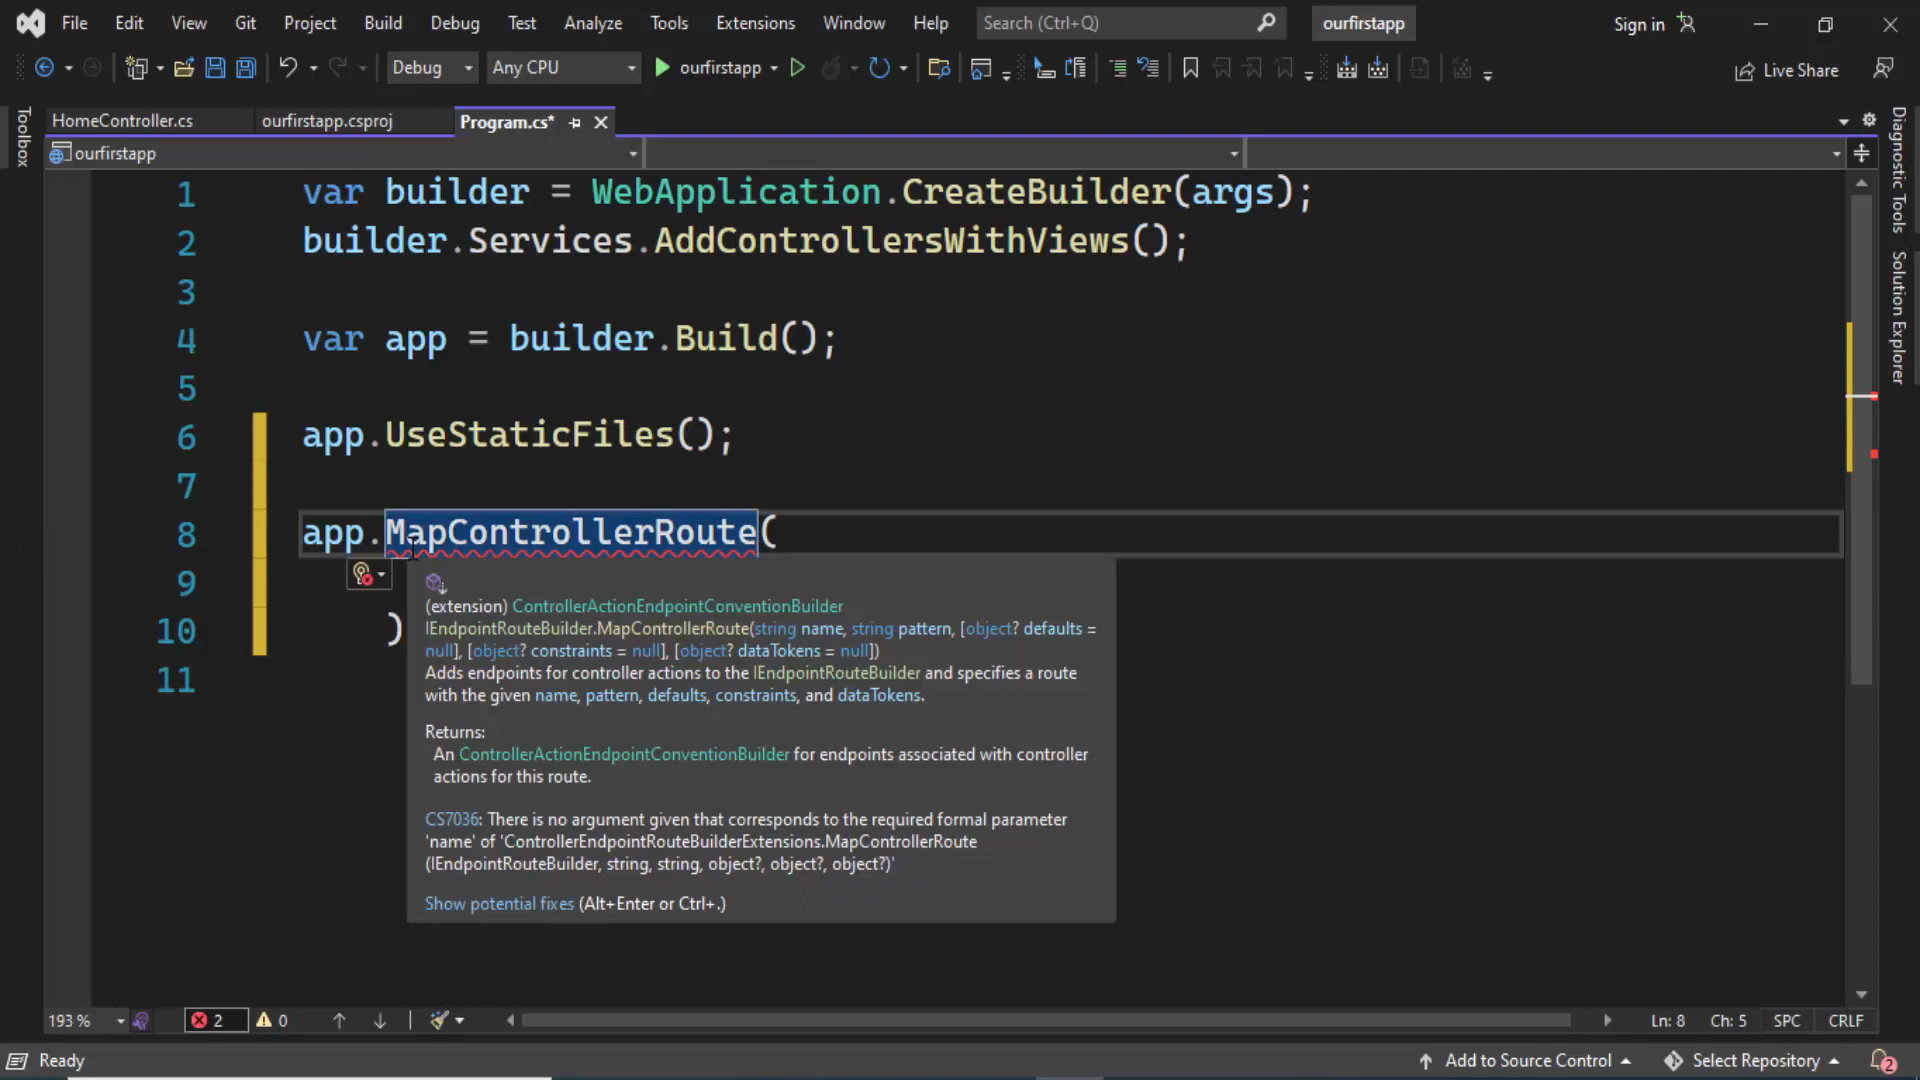 File Edit View Git Project Build Debug Test Analyze Tools Extensions Window Help Search (Ctrl+Q) ourfirstapp Sign in
Debug Any CPU ourfirstapp Live Share
Toolbox
HomeController.cs ourfirstapp.csproj Program.cs*
ourfirstapp
Diagnostic Tools
Solution Explorer
1 var builder = WebApplication.CreateBuilder(args);
2 builder.Services.AddControllersWithViews();
3
4 var app = builder.Build();
5
6 app.UseStaticFiles();
7
8 app.MapControllerRoute(
9
10 )
11
(extension) ControllerActionEndpointConventionBuilder
IEndpointRouteBuilder.MapControllerRoute(string name, string pattern, [object? defaults =
null], [object? constraints = null], [object? dataTokens = null])
Adds endpoints for controller actions to the IEndpointRouteBuilder and specifies a route
with the given name, pattern, defaults, constraints, and dataTokens.
Returns:
An ControllerActionEndpointConventionBuilder for endpoints associated with controller
actions for this route.
CS7036: There is no argument given that corresponds to the required formal parameter
'name' of 'ControllerEndpointRouteBuilderExtensions.MapControllerRoute
(IEndpointRouteBuilder, string, string, object?, object?, object?)'
Show potential fixes (Alt+Enter or Ctrl+.)
193 % 2 0 Ln: 8 Ch: 5 SPC CRLF
Ready Add to Source Control Select Repository 2